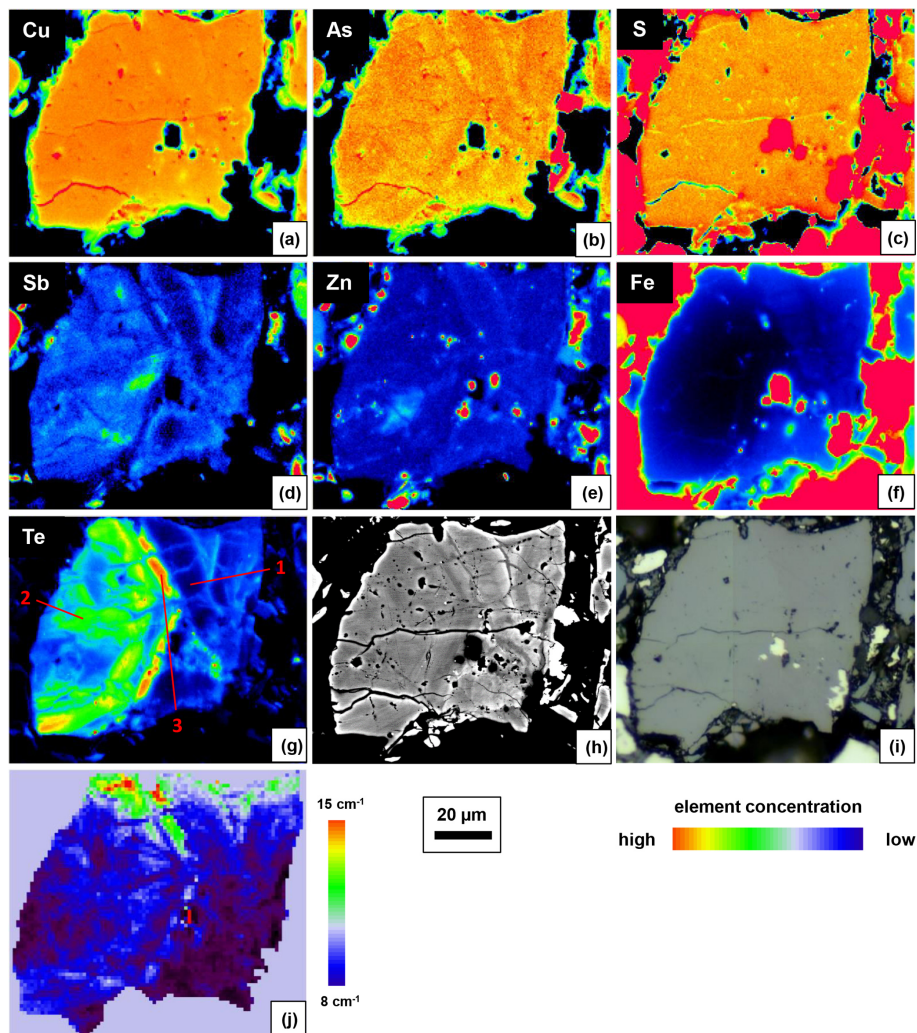 Cu
As
S
(a)
(b)
(c)
Sb
Zn
Fe
(d)
(e)
(f)
Te
1
2
3
(g)
(h)
(i)
15 cm⁻¹
8 cm⁻¹
(j)
20 µm
element concentration
high
low